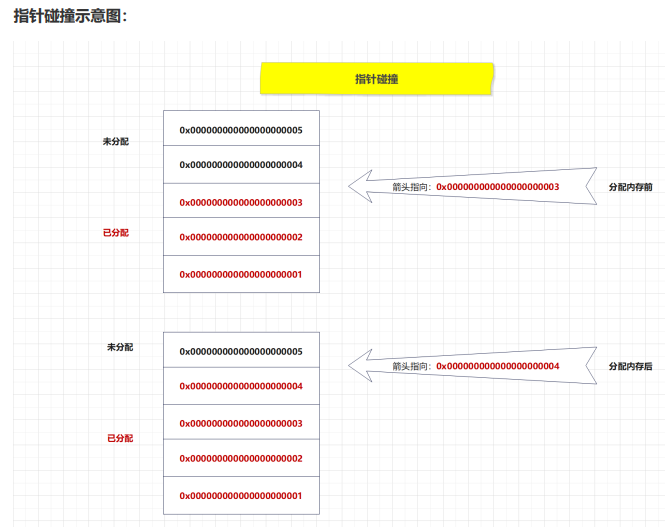 指针碰撞示意图：
指针碰撞
未分配
0x000000000000000000005
0x000000000000000000004
0x000000000000000000003
箭头指向：0x000000000000000000003
分配内存前
已分配
0x000000000000000000002
0x000000000000000000001
未分配
0x000000000000000000005
0x000000000000000000004
箭头指向：0x000000000000000000004
分配内存后
0x000000000000000000003
已分配
0x000000000000000000002
0x000000000000000000001